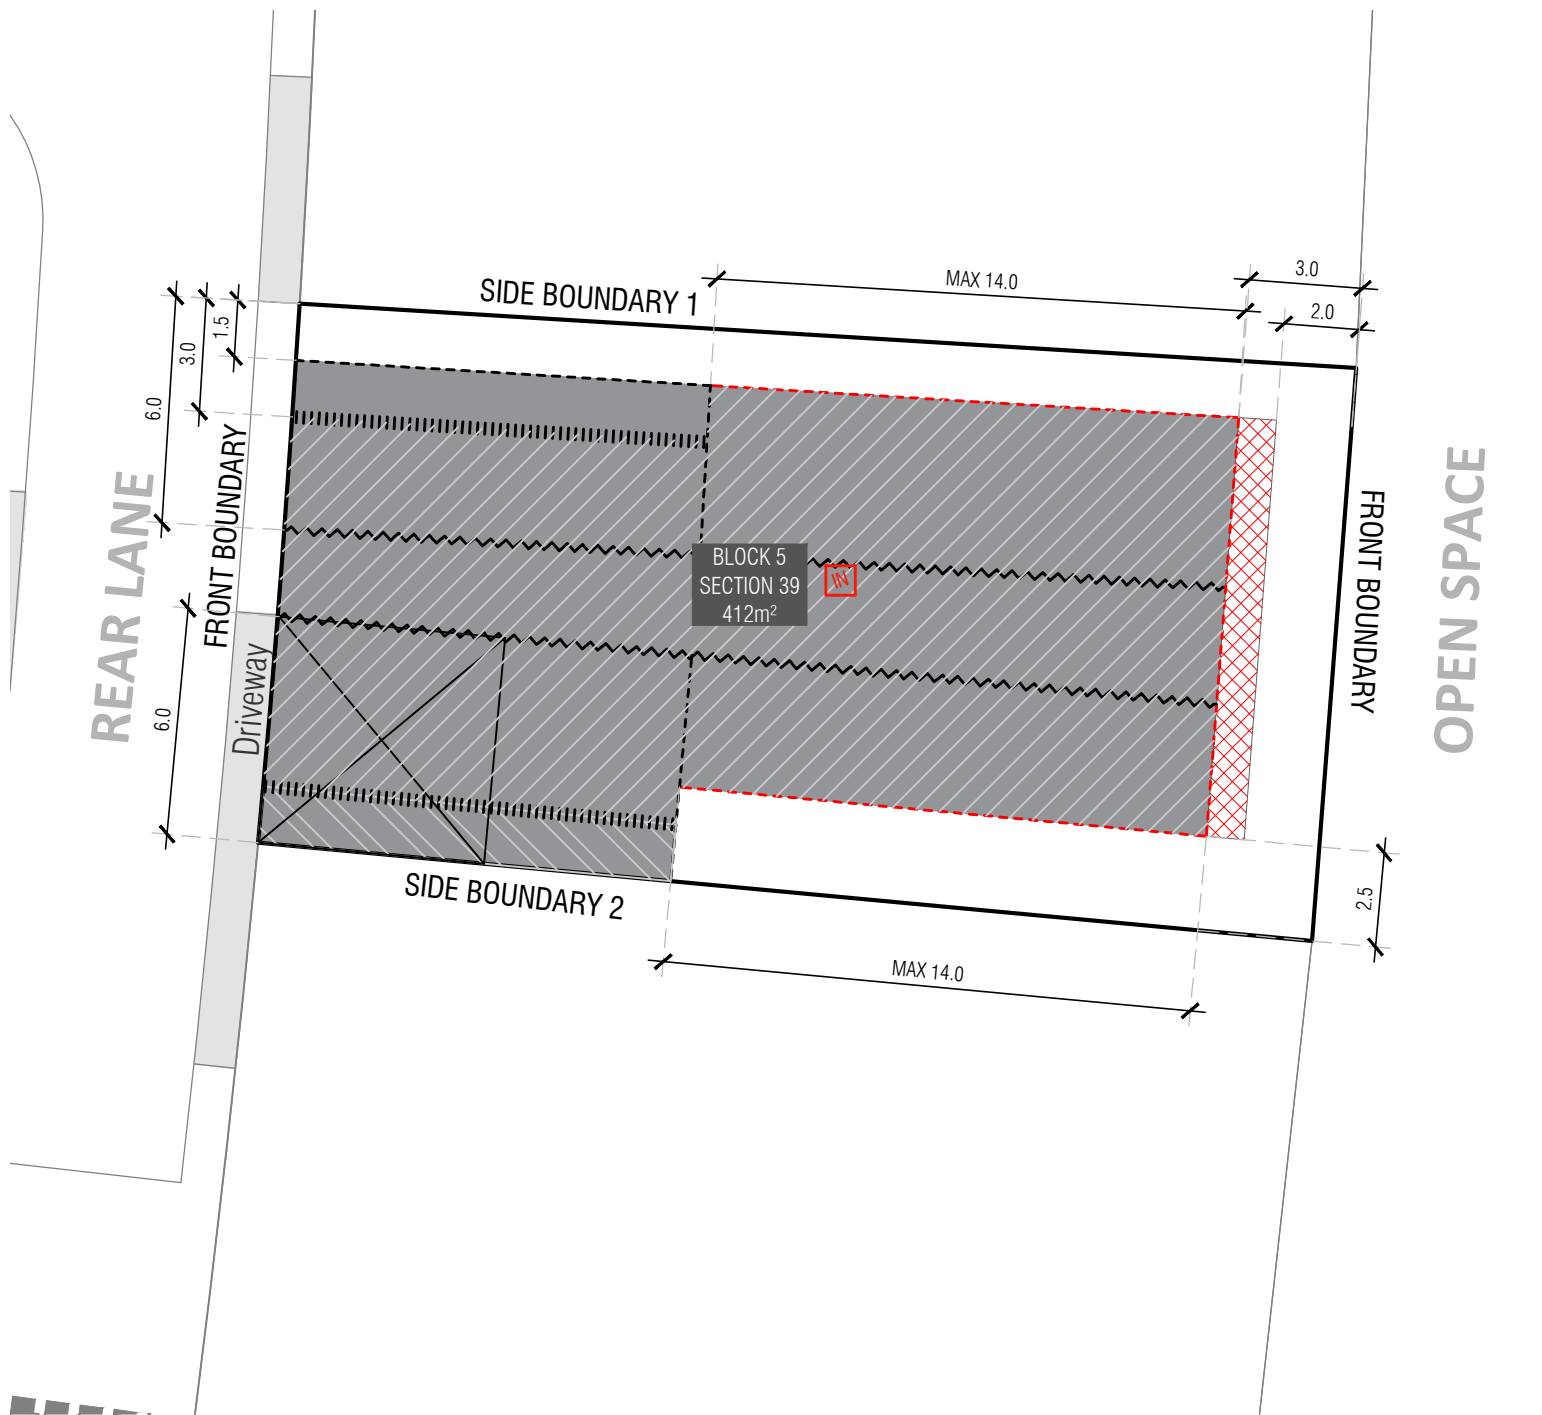 SIDE BOUNDARY 1
MAX 14.0
3.0
2.0
1.5
3.0
6.0
FRONT BOUNDARY
REAR LANE
BLOCK 5
SECTION 39
412m²
IN
FRONT BOUNDARY
OPEN SPACE
Driveway
6.0
SIDE BOUNDARY 2
2.5
MAX 14.0